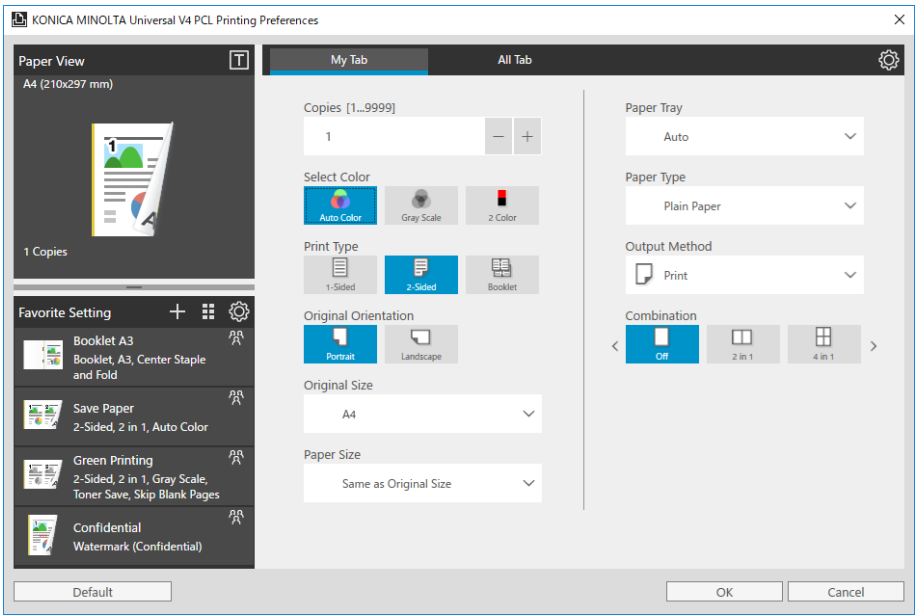 KONICA MINOLTA Universal V4 PCL Printing Preferences
Paper View
T
A4 (210x297 mm)
1
A
1 Copies
Favorite Setting
Booklet A3
Booklet, A3, Center Staple
and Fold
Save Paper
2-Sided, 2 in 1, Auto Color
Green Printing
2-Sided, 2 in 1, Gray Scale,
Toner Save, Skip Blank Pages
Confidential
Watermark (Confidential)
My Tab
All Tab
Copies [1...9999]
1
Select Color
Auto Color
Gray Scale
2 Color
Print Type
1-Sided
2-Sided
Booklet
Original Orientation
Portrait
Landscape
Original Size
A4
Paper Size
Same as Original Size
Paper Tray
Auto
Paper Type
Plain Paper
Output Method
Print
Combination
Off
2 in 1
4 in 1
Default
OK
Cancel